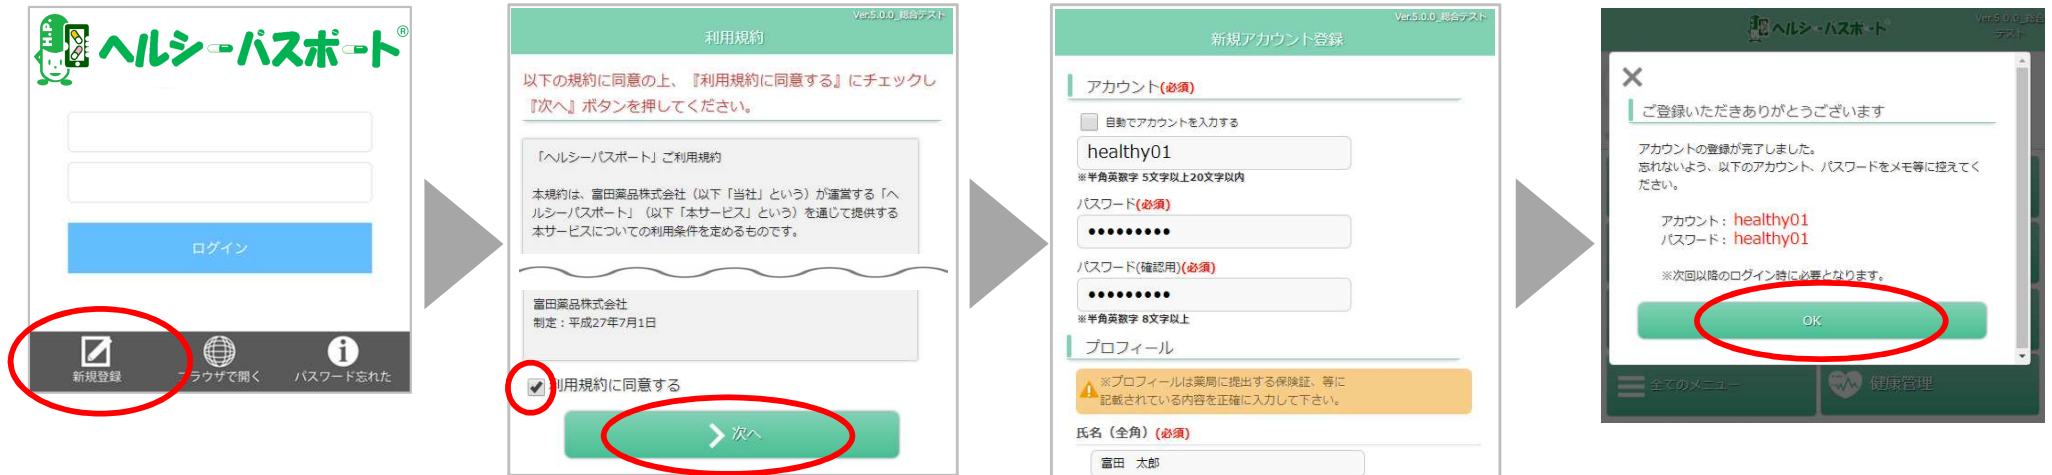 H.P.
ヘルシーパスポート®
ログイン
新規登録
ブラウザで開く
パスワード忘れた
Ver.5.0.0_総合テスト
利用規約
以下の規約に同意の上、『利用規約に同意する』にチェックし
『次へ』ボタンを押してください。
「ヘルシーパスポート」ご利用規約
本規約は、富田薬品株式会社（以下「当社」という）が運営する「ヘ
ルシーパスポート」（以下「本サービス」という）を通じて提供する
本サービスについての利用条件を定めるものです。
富田薬品株式会社
制定：平成27年7月1日
利用規約に同意する
次へ
Ver.5.0.0_総合テスト
新規アカウント登録
アカウント(必須)
自動でアカウントを入力する
healthy01
※半角英数字 5文字以上20文字以内
パスワード(必須)
●●●●●●●●●
パスワード(確認用)(必須)
●●●●●●●●●
※半角英数字 8文字以上
プロフィール
※プロフィールは薬局に提出する保険証、等に
記載されている内容を正確に入力して下さい。
氏名（全角）(必須)
富田　太郎
ヘルシーパスポート
Ver.5.0.0_総合
テスト
ご登録いただきありがとうございます
アカウントの登録が完了しました。
忘れないよう、以下のアカウント、パスワードをメモ等に控えてく
ださい。
アカウント： healthy01
パスワード： healthy01
※次回以降のログイン時に必要となります。
OK
全てのメニュー
健康管理